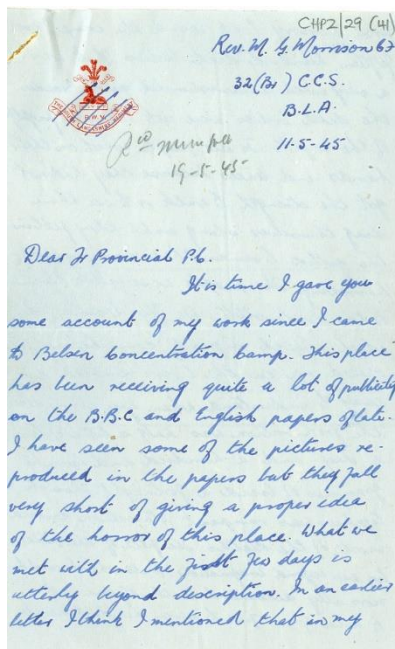 CHP2/29 (41)
Rev. M. G. Morrison CF
32 (Br) C.C.S.
B.L.A.
11-5-45
19-5-45
Dear Fr Provincial P.C.
It is time I gave you
some account of my work since I came
to Belsen Concentration Camp. This place
has been receiving quite a lot of publicity
on the B.B.C and English papers of late.
I have seen some of the pictures re-
produced in the papers but they fall
very short of giving a proper idea
of the horror of this place. What we
met with in the first few days is
utterly beyond description. In an earlier
letter I think I mentioned that in my